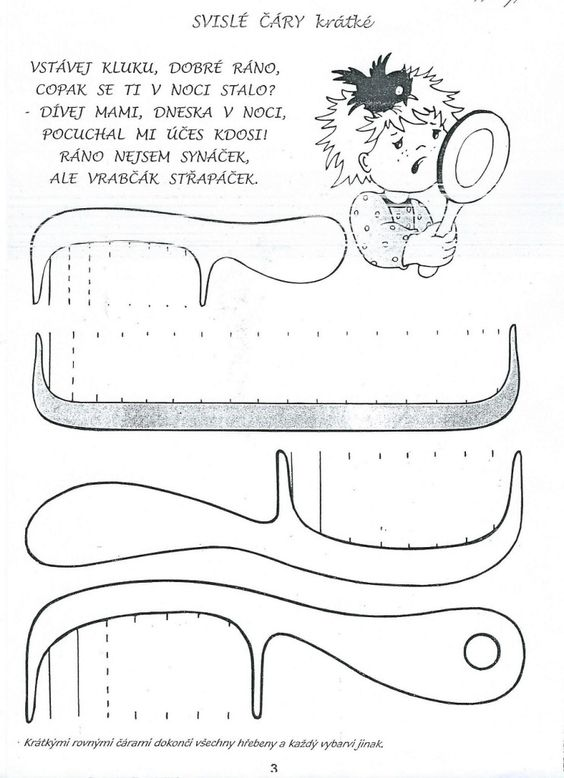 SVISLÉ ČÁRY krátké
VSTÁVEJ KLUKU, DOBRÉ RÁNO,
COPAK SE TI V NOCI STALO?
- DÍVEJ MAMI, DNESKA V NOCI,
POCUCHAL MI ÚČES KDOSI!
RÁNO NEJSEM SYNÁČEK,
ALE VRABČÁK STŘAPÁČEK.
- Krátkými rovnými čárami dokonči všechny hřebeny a každý vybarvi jinak.
3